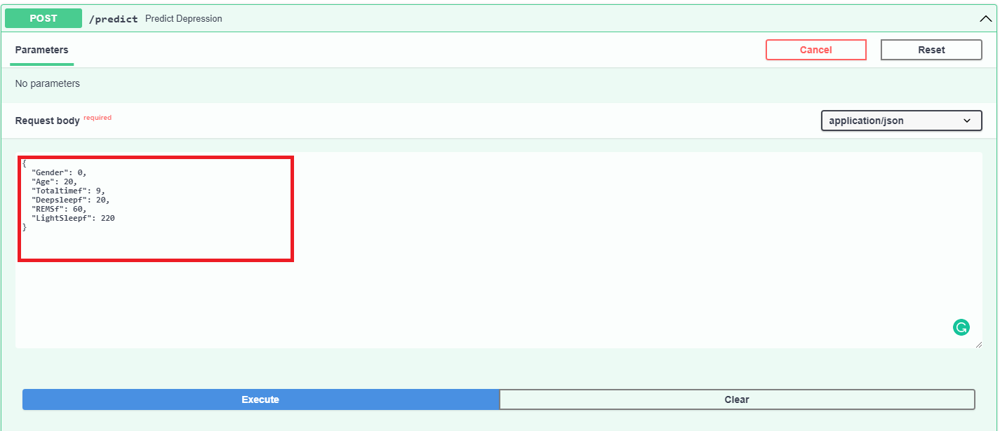 POST /predict Predict Depression
Parameters
Cancel
Reset
No parameters
Request body required
application/json
{
"Gender": 0,
"Age": 20,
"Totaltimef": 9,
"Deepsleepf": 20,
"REMSf": 60,
"LightSleepf": 220
}
Execute
Clear